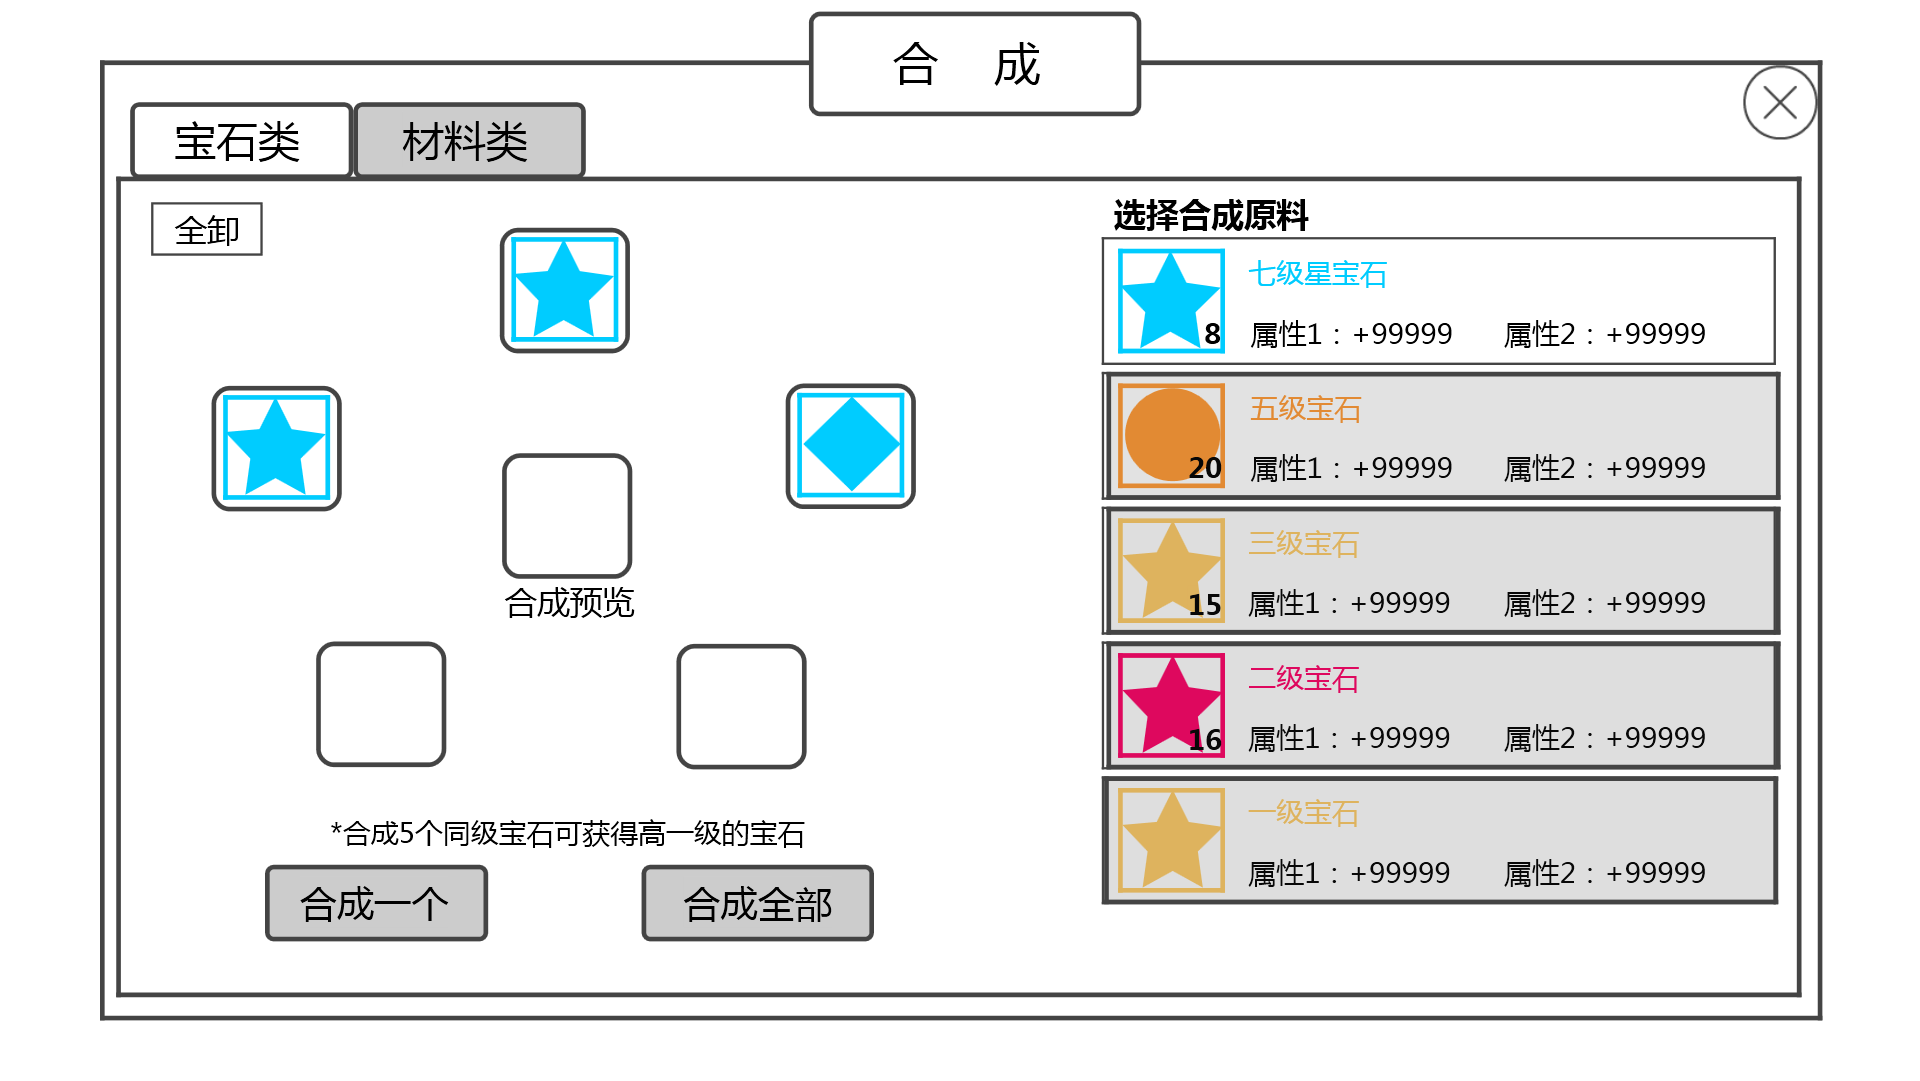 合 成
宝石类 材料类
全卸
合成预览
*合成5个同级宝石可获得高一级的宝石
合成一个 合成全部
选择合成原料
七级星宝石
8 属性1：+99999 属性2：+99999
五级宝石
20 属性1：+99999 属性2：+99999
三级宝石
15 属性1：+99999 属性2：+99999
二级宝石
16 属性1：+99999 属性2：+99999
一级宝石
属性1：+99999 属性2：+99999